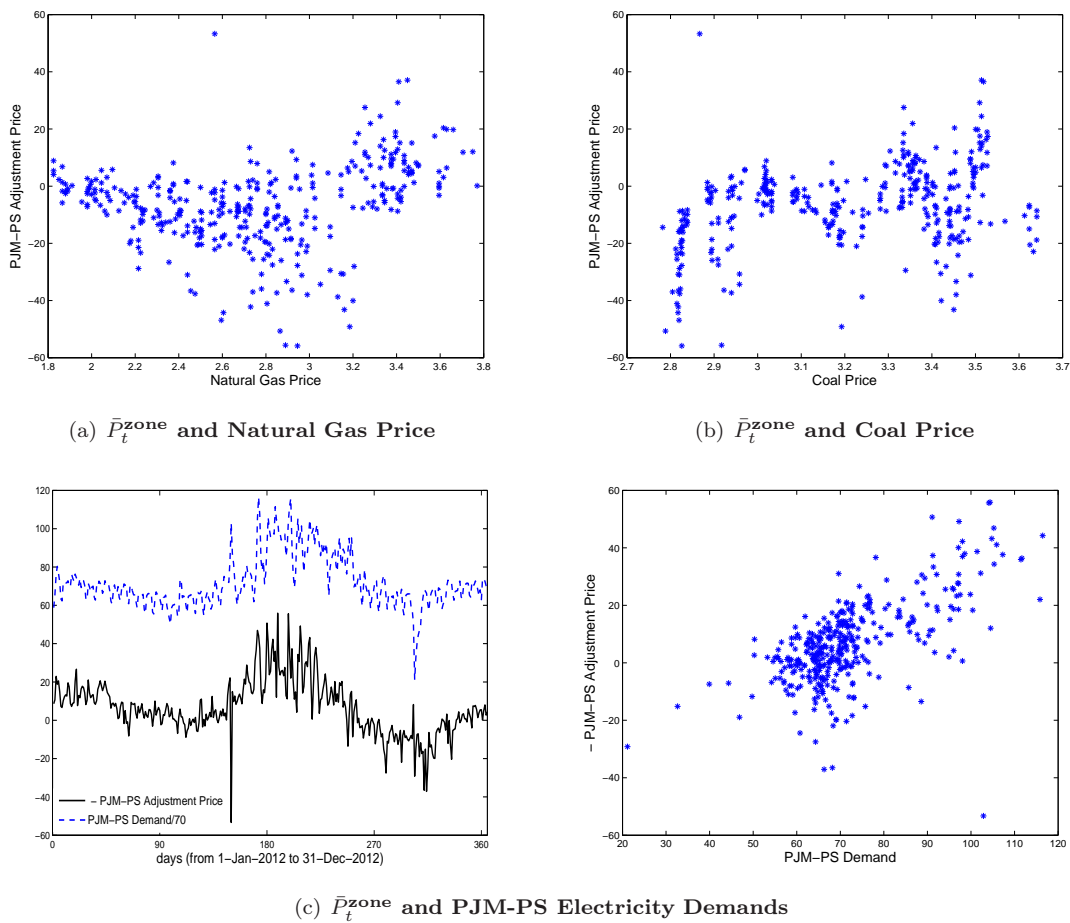 60
40
20
0
−20
−40
−60
1.8 2 2.2 2.4 2.6 2.8 3 3.2 3.4 3.6 3.8
Natural Gas Price
PJM−PS Adjustment Price
(a) P̄ₜᶻᵒⁿᵉ and Natural Gas Price
60
40
20
0
−20
−40
−60
2.7 2.8 2.9 3 3.1 3.2 3.3 3.4 3.5 3.6 3.7
Coal Price
PJM−PS Adjustment Price
(b) P̄ₜᶻᵒⁿᵉ and Coal Price
120
100
80
60
40
20
0
−20
−40
−60
− PJM−PS Adjustment Price
PJM−PS Demand/70
0 90 180 270 360
days (from 1−Jan−2012 to 31−Dec−2012)
60
40
20
0
−20
−40
−60
20 30 40 50 60 70 80 90 100 110 120
PJM−PS Demand
− PJM−PS Adjustment Price
(c) P̄ₜᶻᵒⁿᵉ and PJM-PS Electricity Demands